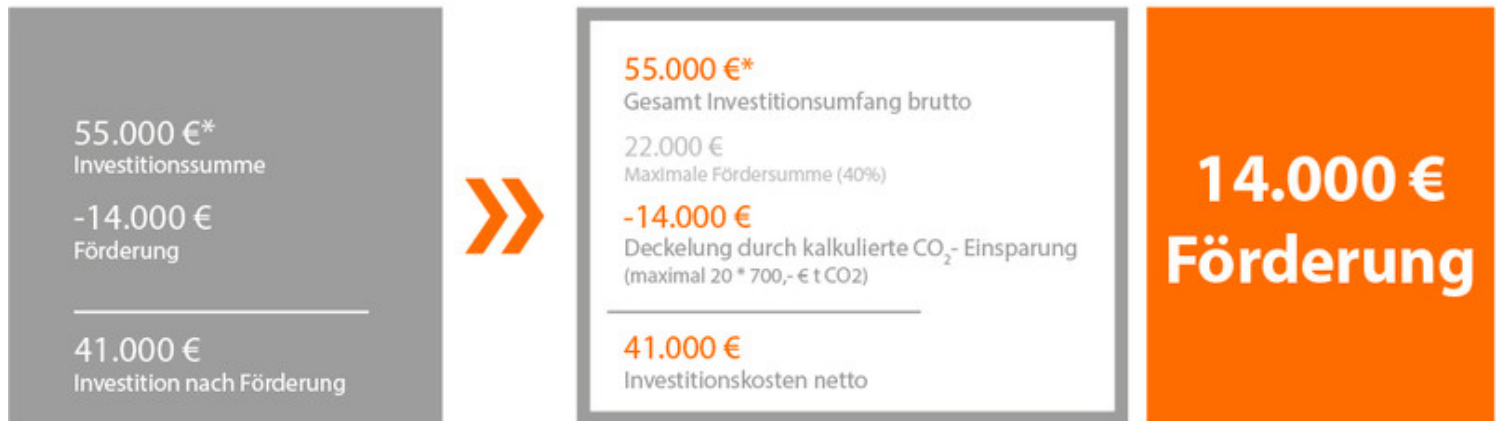 55.000 €*
Investitionssumme
-14.000 €
Förderung
41.000 €
Investition nach Förderung
55.000 €*
Gesamt Investitionsumfang brutto
22.000 €
Maximale Fördersumme (40%)
-14.000 €
Deckelung durch kalkulierte CO₂- Einsparung
(maximal 20 * 700,- € t CO2)
41.000 €
Investitionskosten netto
14.000 €
Förderung